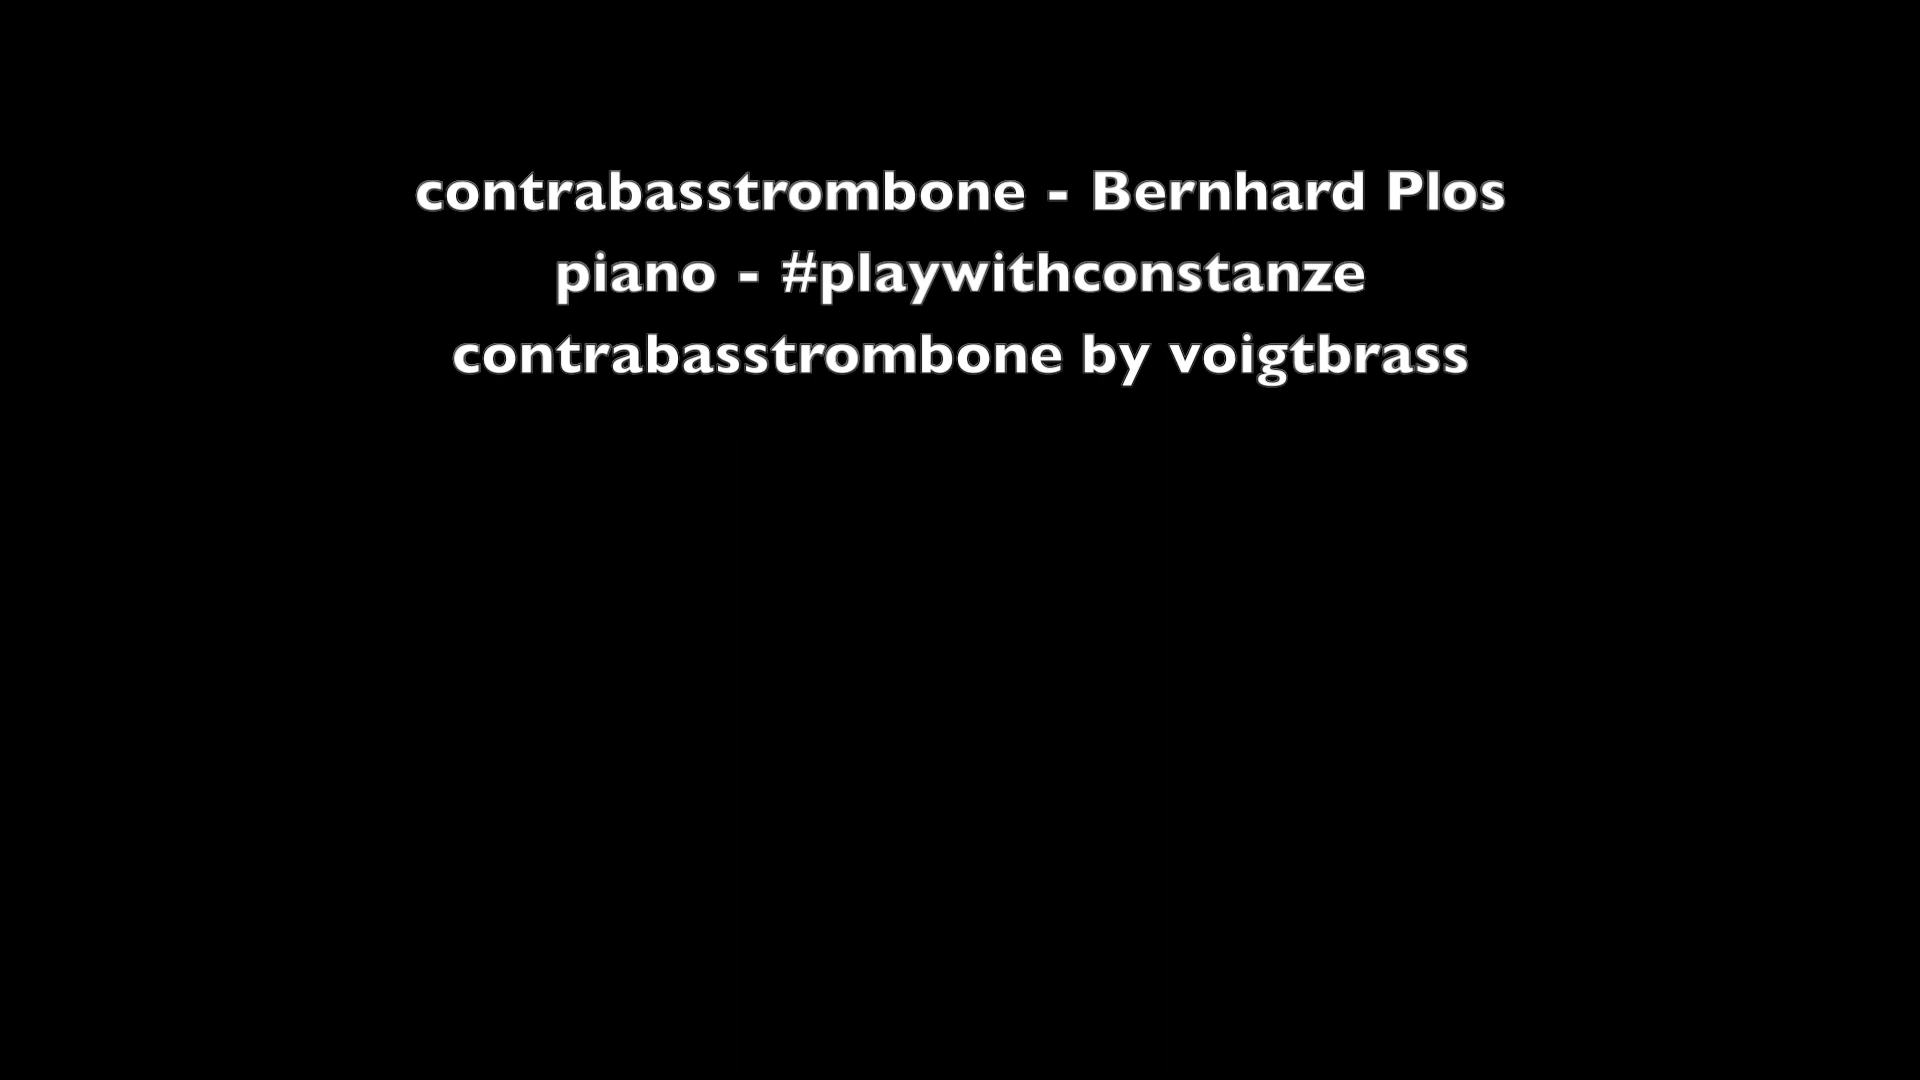 contrabasstrombone - Bernhard Plos
piano - #playwithconstanze
contrabasstrombone by voigtbrass